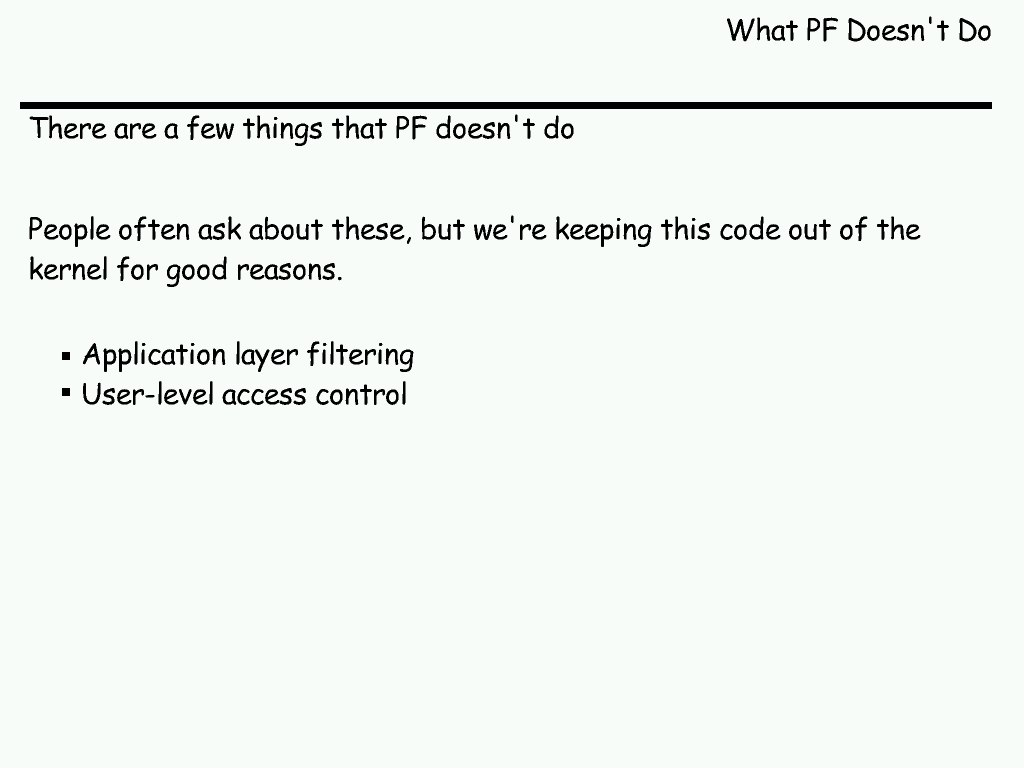 What PF Doesn't Do
There are a few things that PF doesn't do
People often ask about these, but we're keeping this code out of the
kernel for good reasons.
▪ Application layer filtering
▪ User-level access control